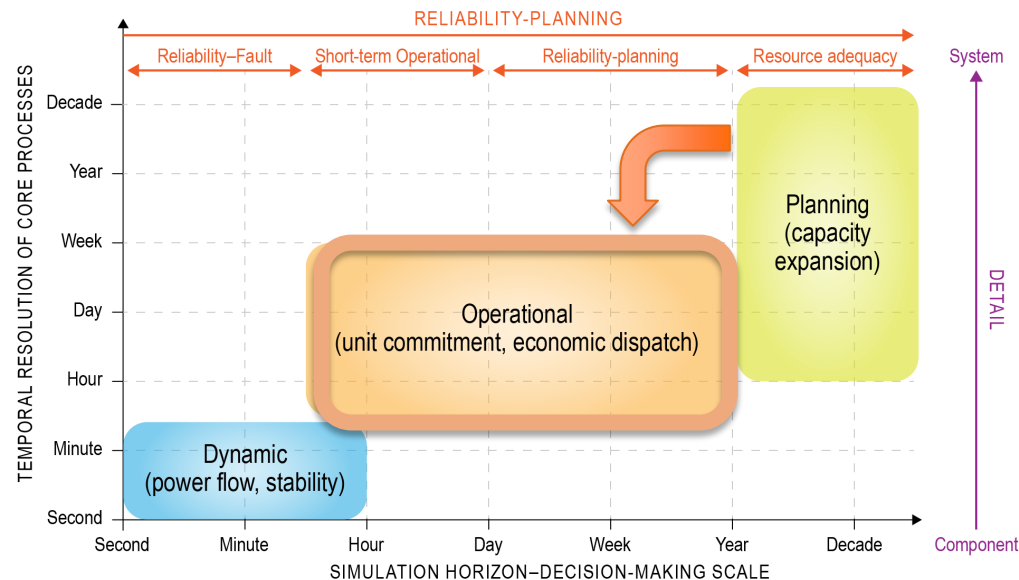 RELIABILITY-PLANNING
Reliability–Fault
Short-term Operational
Reliability-planning
Resource adequacy
System
TEMPORAL RESOLUTION OF CORE PROCESSES
Decade
Year
Week
Day
Hour
Minute
Second
Planning
(capacity
expansion)
Operational
(unit commitment, economic dispatch)
Dynamic
(power flow, stability)
DETAIL
Second
Minute
Hour
Day
Week
Year
Decade
Component
SIMULATION HORIZON–DECISION-MAKING SCALE